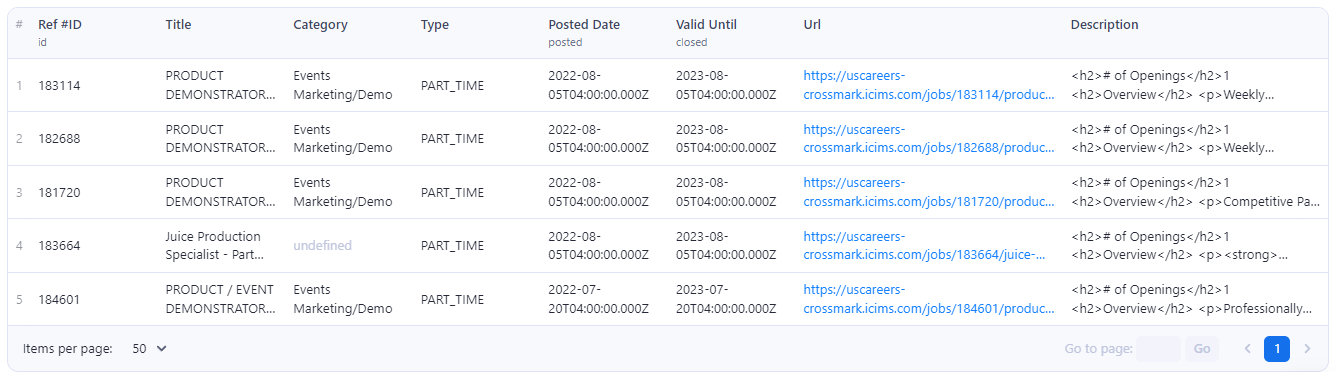 # Ref #ID Title Category Type Posted Date Valid Until Url Description
id posted closed
1 183114 PRODUCT DEMONSTRATOR... Events Marketing/Demo PART_TIME 2022-08-05T04:00:00.000Z 2023-08-05T04:00:00.000Z https://uscareers-crossmark.icims.com/jobs/183114/produc... <h2># of Openings</h2>1 <h2>Overview</h2> <p>Weekly...
2 182688 PRODUCT DEMONSTRATOR... Events Marketing/Demo PART_TIME 2022-08-05T04:00:00.000Z 2023-08-05T04:00:00.000Z https://uscareers-crossmark.icims.com/jobs/182688/produc... <h2># of Openings</h2>1 <h2>Overview</h2> <p>Weekly...
3 181720 PRODUCT DEMONSTRATOR... Events Marketing/Demo PART_TIME 2022-08-05T04:00:00.000Z 2023-08-05T04:00:00.000Z https://uscareers-crossmark.icims.com/jobs/181720/produc... <h2># of Openings</h2>1 <h2>Overview</h2> <p>Competitive Pa...
4 183664 Juice Production Specialist - Part... undefined PART_TIME 2022-08-05T04:00:00.000Z 2023-08-05T04:00:00.000Z https://uscareers-crossmark.icims.com/jobs/183664/juice-... <h2># of Openings</h2>1 <h2>Overview</h2> <p><strong>...
5 184601 PRODUCT / EVENT DEMONSTRATOR... Events Marketing/Demo PART_TIME 2022-07-20T04:00:00.000Z 2023-07-20T04:00:00.000Z https://uscareers-crossmark.icims.com/jobs/184601/produc... <h2># of Openings</h2>1 <h2>Overview</h2> <p>Professionally...
Items per page: 50 Go to page: Go 1